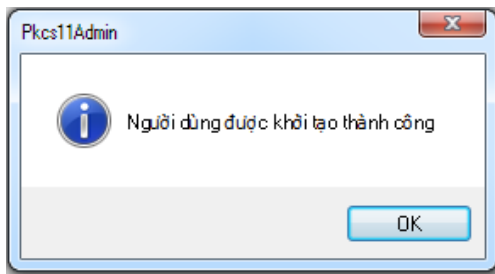 Pkcs11Admin
Người dùng được khởi tạo thành công
OK